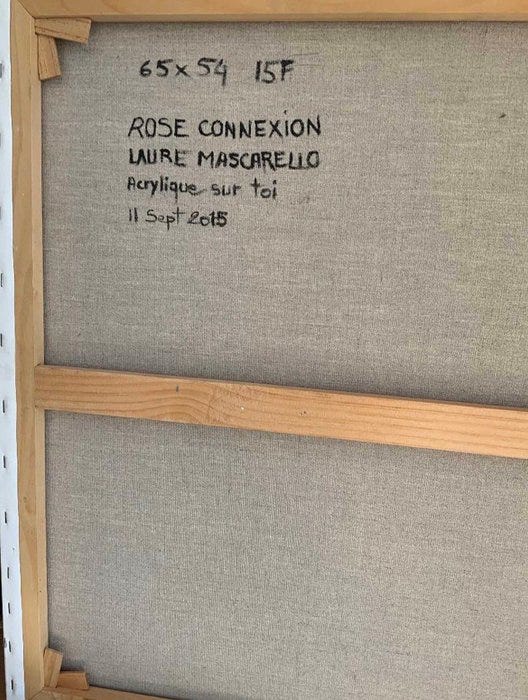 65x54 15F
ROSE CONNEXION
LAURE MASCARELLO
Acrylique sur toi
11 Sept 2015